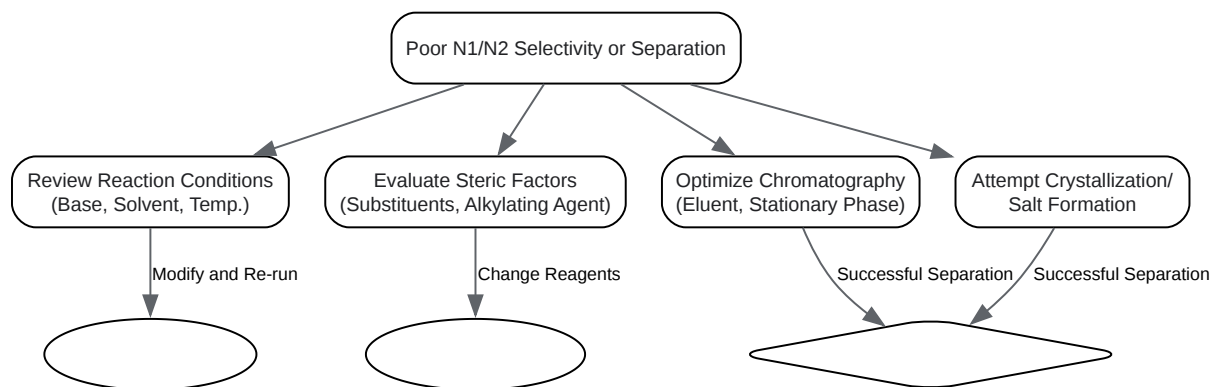 Poor N1/N2 Selectivity or Separation
Review Reaction Conditions
(Base, Solvent, Temp.)
Evaluate Steric Factors
(Substituents, Alkylating Agent)
Optimize Chromatography
(Eluent, Stationary Phase)
Attempt Crystallization/
Salt Formation
Modify and Re-run
Change Reagents
Successful Separation
Successful Separation